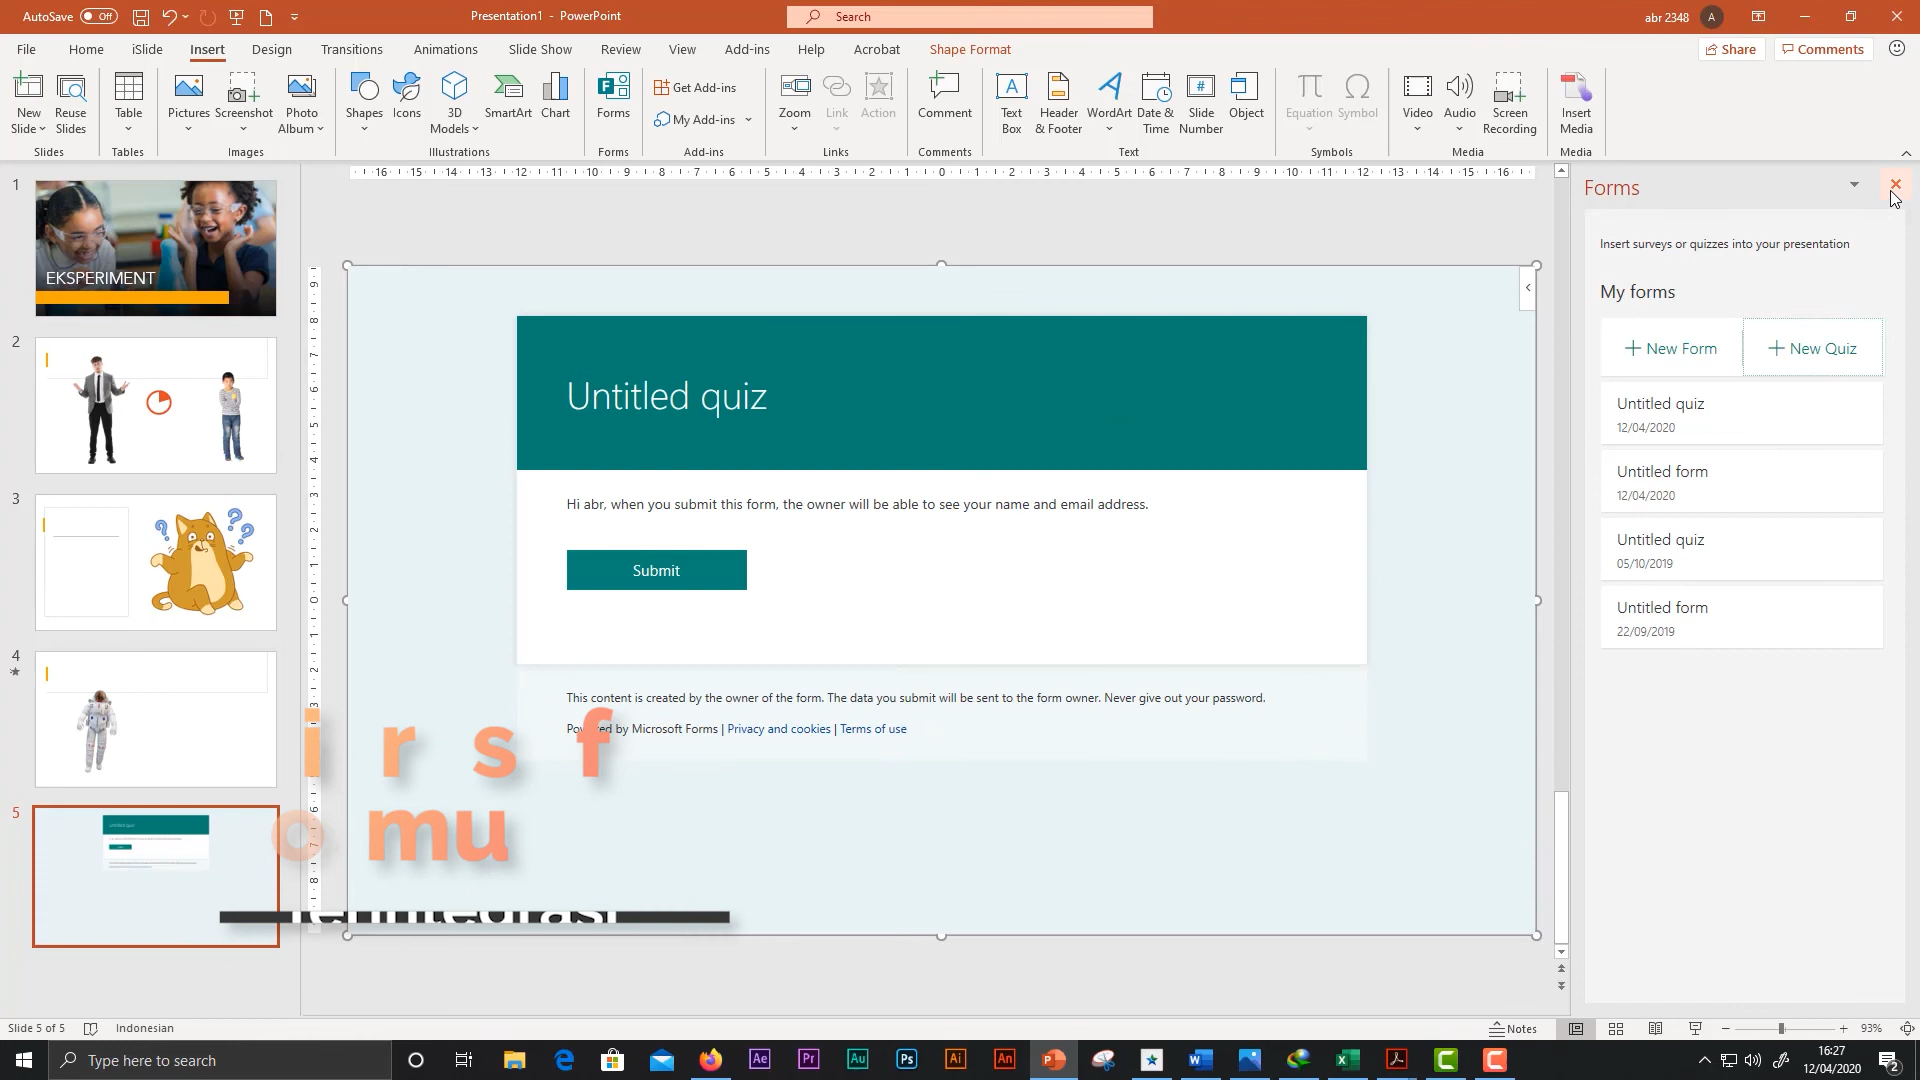 AutoSave Off
Presentation1 - PowerPoint
Search
abr 2348
A
File Home iSlide Insert Design Transitions Animations Slide Show Review View Add-ins Help Acrobat Shape Format
Share Comments
New Slide
Reuse Slides
Table
Pictures
Screenshot
Photo Album
Shapes
Icons
3D Models
SmartArt
Chart
Forms
Get Add-ins
My Add-ins
Zoom
Link
Action
Comment
Text Box
Header & Footer
WordArt
Date & Time
Slide Number
Object
Equation
Symbol
Video
Audio
Screen Recording
Insert Media
Slides Tables Images Illustrations Forms Add-ins Links Comments Text Symbols Media Media
1
EKSPERIMENT
2
3
4
5
Untitled quiz
Hi abr, when you submit this form, the owner will be able to see your name and email address.
Submit
This content is created by the owner of the form. The data you submit will be sent to the form owner. Never give out your password.
Powered by Microsoft Forms | Privacy and cookies | Terms of use
i r s f
o mu
Forms
Insert surveys or quizzes into your presentation
My forms
New Form
New Quiz
Untitled quiz
12/04/2020
Untitled form
12/04/2020
Untitled quiz
05/10/2019
Untitled form
22/09/2019
Slide 5 of 5
Indonesian
Notes
93%
Type here to search
16:27
12/04/2020
2